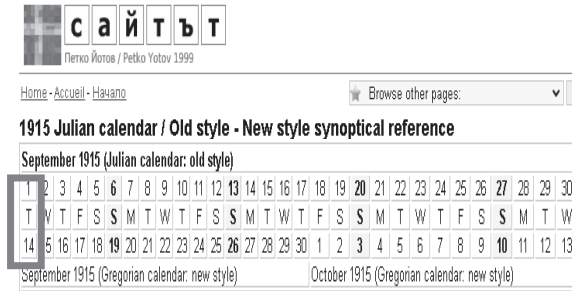 сайтът
Петко Йотов / Petko Yotov 1999
Home - Accueil - Начало
Browse other pages:
1915 Julian calendar / Old style - New style synoptical reference
September 1915 (Julian calendar: old style)
1 2 3 4 5 6 7 8 9 10 11 12 13 14 15 16 17 18 19 20 21 22 23 24 25 26 27 28 29 30
T W T F S S M T W T F S S M T W T F S S M T W T F S S M T W
14 15 16 17 18 19 20 21 22 23 24 25 26 27 28 29 30 1 2 3 4 5 6 7 8 9 10 11 12 13
September 1915 (Gregorian calendar: new style) October 1915 (Gregorian calendar: new style)